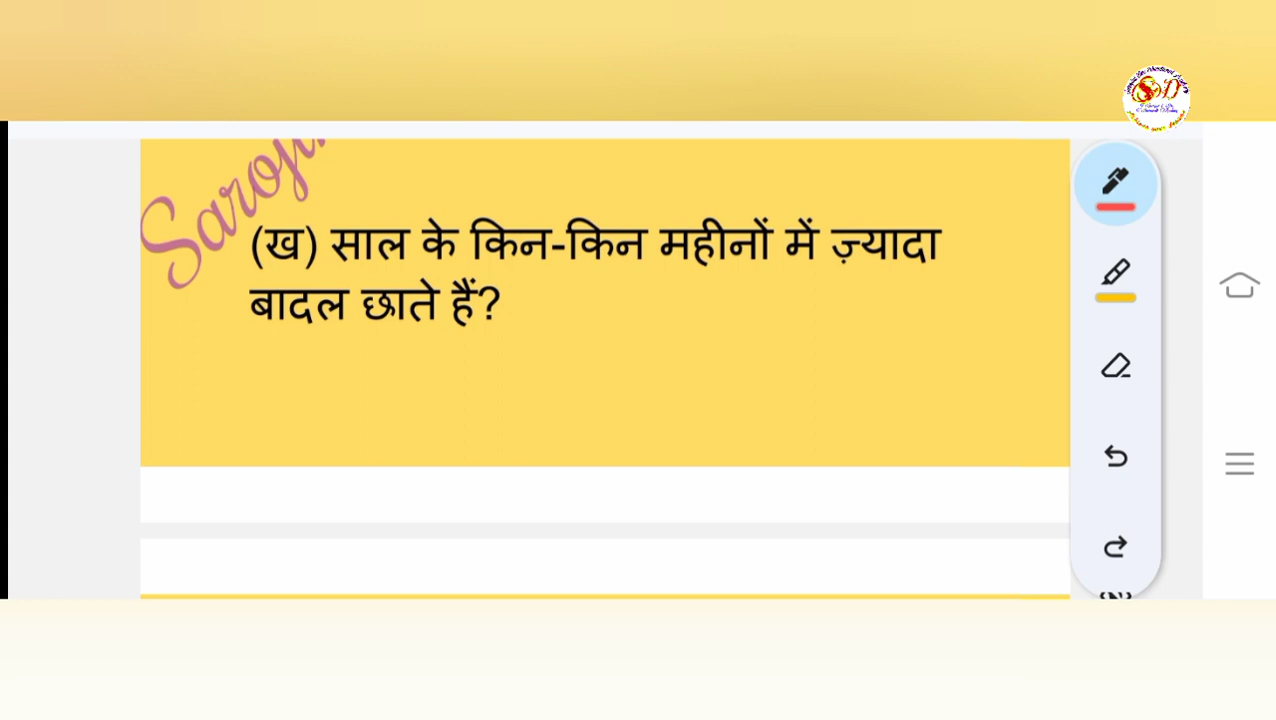 (ख) साल के किन-किन महीनों में ज़्यादा
बादल छाते हैं?